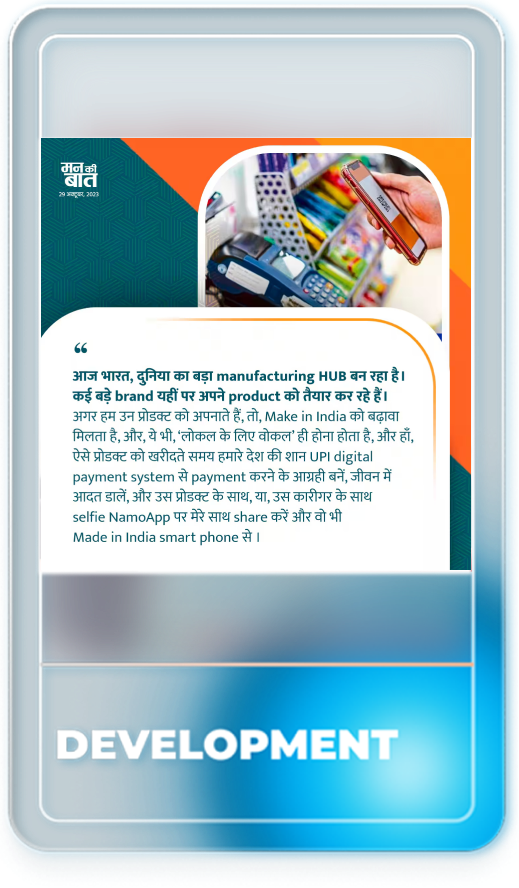 मन की
बात
29 अक्टूबर, 2023
“
आज भारत, दुनिया का बड़ा manufacturing HUB बन रहा है।
कई बड़े brand यहीं पर अपने product को तैयार कर रहे हैं।
अगर हम उन प्रोडक्ट को अपनाते हैं, तो, Make in India को बढ़ावा
मिलता है, और, ये भी, ‘लोकल के लिए वोकल’ ही होना होता है, और हाँ,
ऐसे प्रोडक्ट को खरीदते समय हमारे देश की शान UPI digital
payment system से payment करने के आग्रही बनें, जीवन में
आदत डालें, और उस प्रोडक्ट के साथ, या, उस कारीगर के साथ
selfie NamoApp पर मेरे साथ share करें और वो भी
Made in India smart phone से ।
DEVELOPMENT